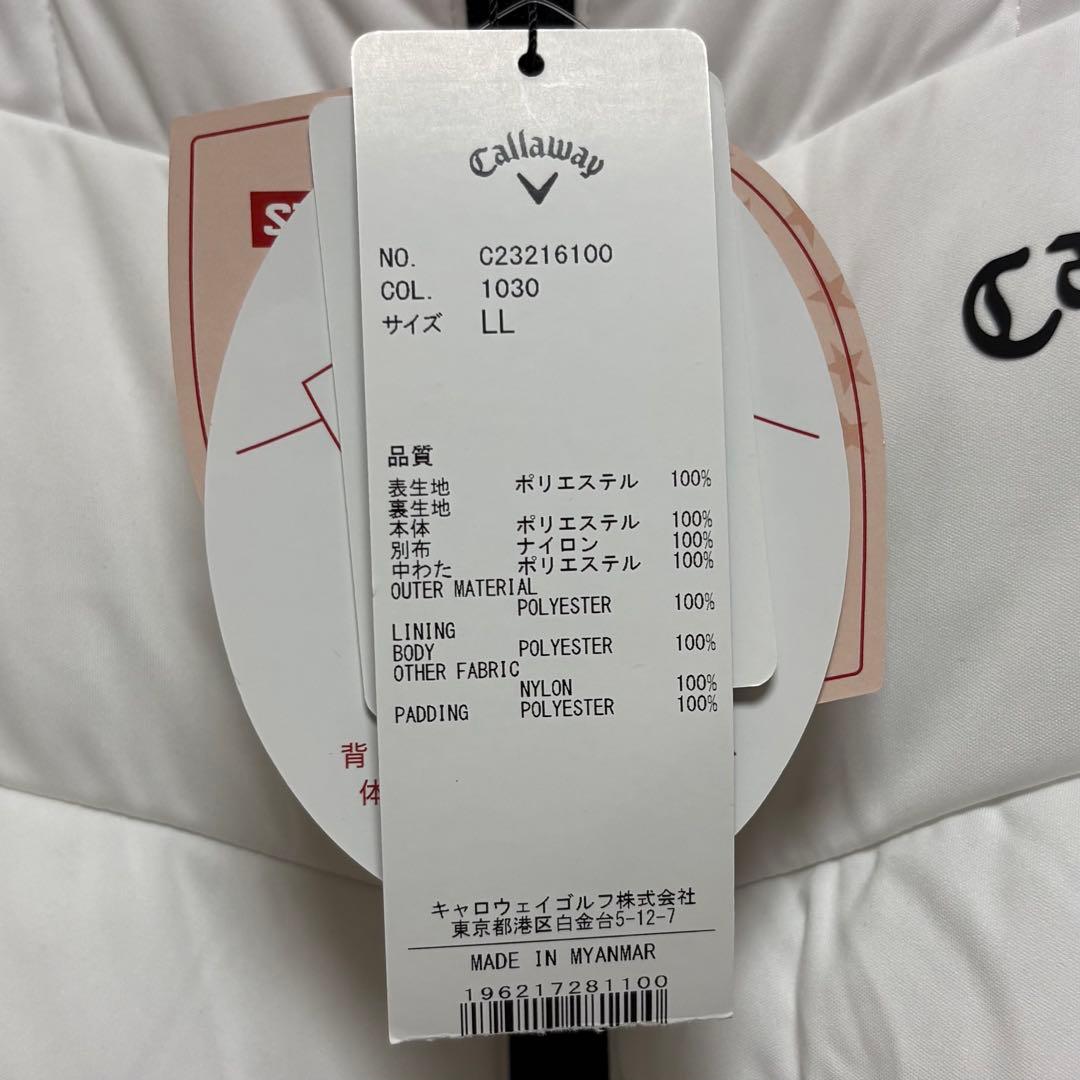 Callaway
NO. C23216100
COL. 1030
サイズ LL
品質
表生地 ポリエステル 100%
裏生地
本体 ポリエステル 100%
別布 ナイロン 100%
中わた ポリエステル 100%
OUTER MATERIAL
POLYESTER 100%
LINING
BODY POLYESTER 100%
OTHER FABRIC
NYLON 100%
PADDING POLYESTER 100%
キャロウェイゴルフ株式会社
東京都港区白金台5-12-7
MADE IN MYANMAR
196217281100
背
体
Ca